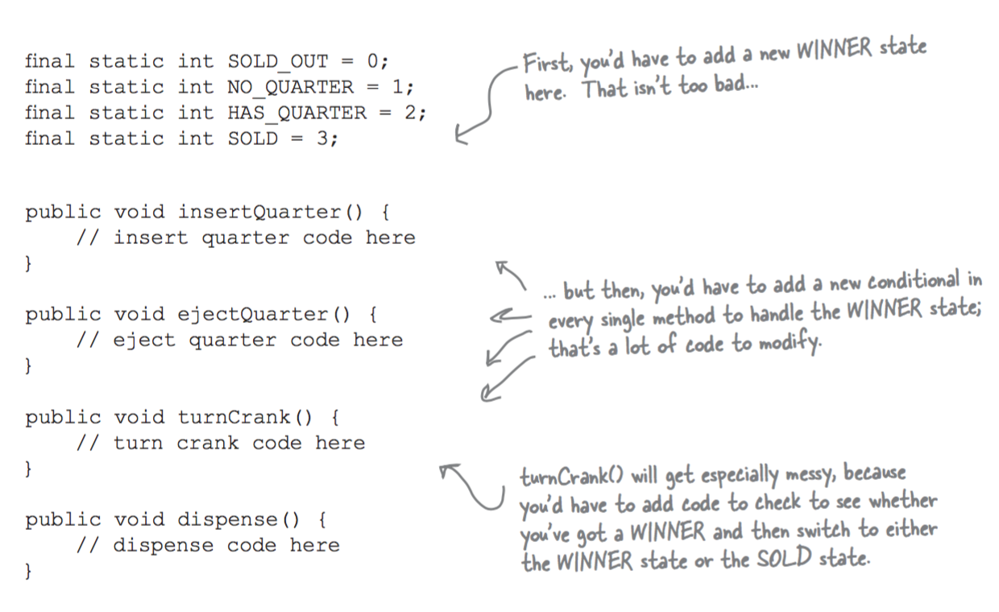 final static int SOLD_OUT = 0;
final static int NO_QUARTER = 1;
final static int HAS_QUARTER = 2;
final static int SOLD = 3;
First, you'd have to add a new WINNER state
here. That isn't too bad...
public void insertQuarter() {
    // insert quarter code here
}
public void ejectQuarter() {
    // eject quarter code here
}
public void turnCrank() {
    // turn crank code here
}
public void dispense() {
    // dispense code here
}
... but then, you'd have to add a new conditional in
every single method to handle the WINNER state;
that's a lot of code to modify.
turnCrank() will get especially messy, because
you'd have to add code to check to see whether
you've got a WINNER and then switch to either
the WINNER state or the SOLD state.